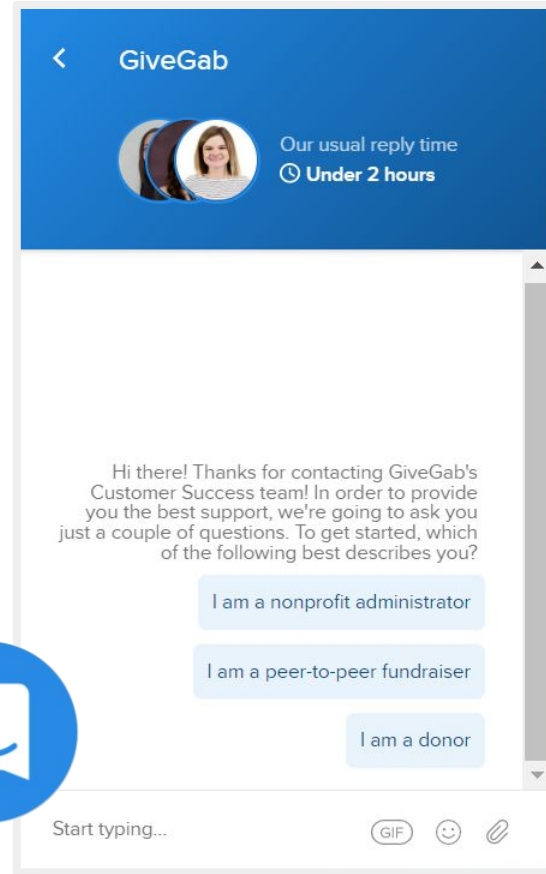 GiveGab
Our usual reply time
Under 2 hours
Hi there! Thanks for contacting GiveGab's
Customer Success team! In order to provide
you the best support, we're going to ask you
just a couple of questions. To get started, which
of the following best describes you?
I am a nonprofit administrator
I am a peer-to-peer fundraiser
I am a donor
Start typing...
GIF